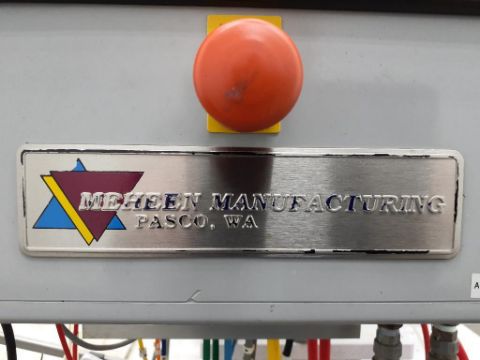 MEHEEN MANUFACTURING
PASCO, WA
A